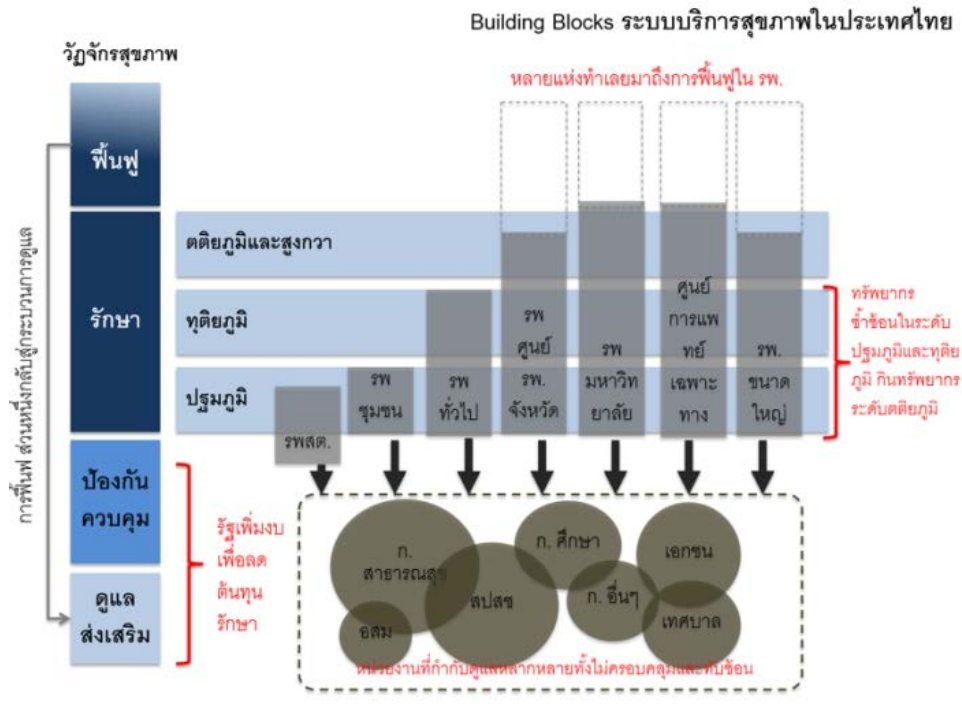 Building Blocks ระบบบริการสุขภาพในประเทศไทย
วัฏจักรสุขภาพ
หลายแห่งทำเลยมาถึงการฟื้นฟูใน รพ.
ฟื้นฟู
รักษา
ป้องกัน
ควบคุม
ดูแล
ส่งเสริม
การฟื้นฟู ส่วนหนึ่งกลับสู่กระบวนการดูแล
ตติยภูมิและสูงกวา
ทุติยภูมิ
ปฐมภูมิ
รพสต.
รพ
ชุมชน
รพ
ทั่วไป
รพ
ศูนย์
รพ.
จังหวัด
รพ
มหาวิท
ยาลัย
ศูนย์
การแพ
ทย์
เฉพาะ
ทาง
รพ.
ขนาด
ใหญ่
ทรัพยากร
ซ้ำซ้อนในระดับ
ปฐมภูมิและทุติย
ภูมิ กินทรัพยากร
ระดับตติยภูมิ
รัฐเพิ่มงบ
เพื่อลด
ต้นทุน
รักษา
ก.
สาธารณสุข
อสม
สปสช
ก. ศึกษา
ก. อื่นๆ
เอกชน
เทศบาล
หน่วยงานที่กำกับดูแลหลากหลายทั้งไม่ครอบคลุมและทับซ้อน